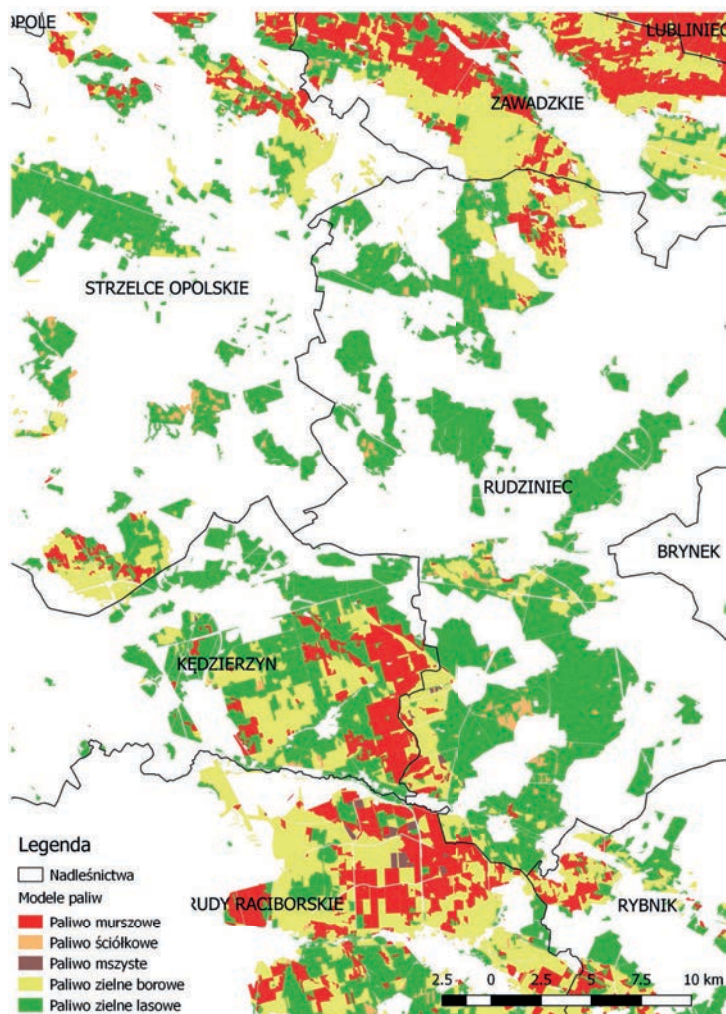 OPOLE
LUBLINIEC
ZAWADZKIE
STRZELCE OPOLSKIE
RUDZINIEC
BRYNEK
KĘDZIERZYN
RUDY RACIBORSKIE
RYBNIK
Legenda
Nadleśnictwa
Modele paliw
Paliwo murszowe
Paliwo ściółkowe
Paliwo mszyste
Paliwo zielne borowe
Paliwo zielne lasowe
2.5 0 2.5 5 7.5 10 km